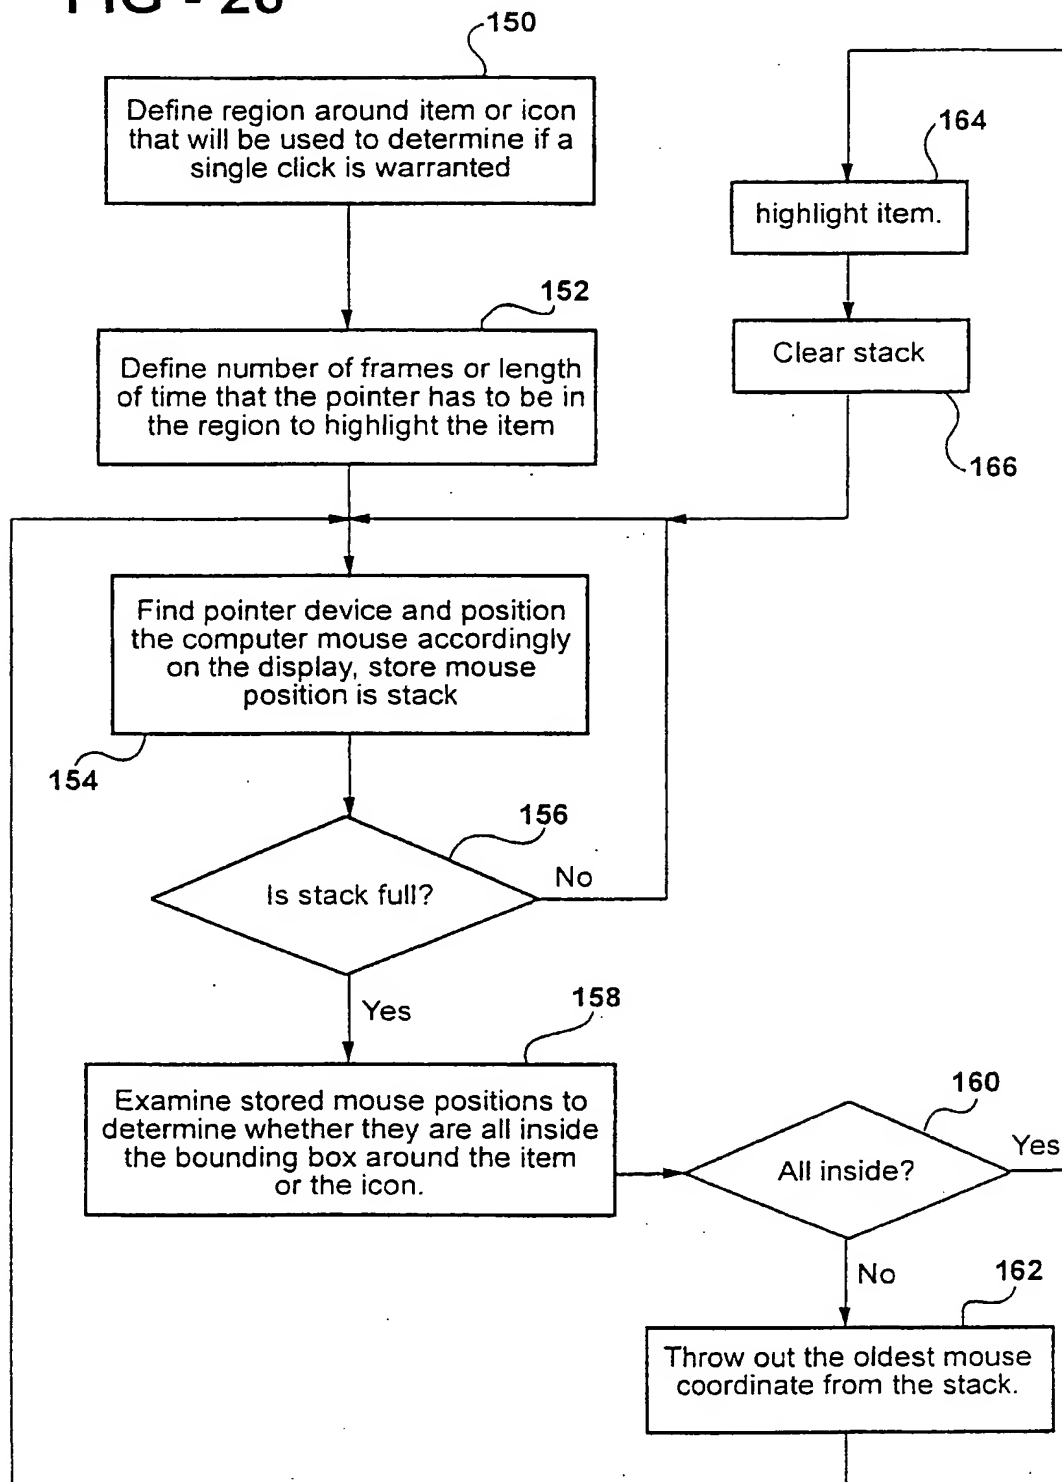 FIG - 26
150
Define region around item or icon
that will be used to determine if a
single click is warranted
152
Define number of frames or length
of time that the pointer has to be in
the region to highlight the item
164
highlight item.
Clear stack
166
Find pointer device and position
the computer mouse accordingly
on the display, store mouse
position is stack
154
156
Is stack full?
No
Yes
158
Examine stored mouse positions to
determine whether they are all inside
the bounding box around the item
or the icon.
160
All inside?
Yes
No
162
Throw out the oldest mouse
coordinate from the stack.